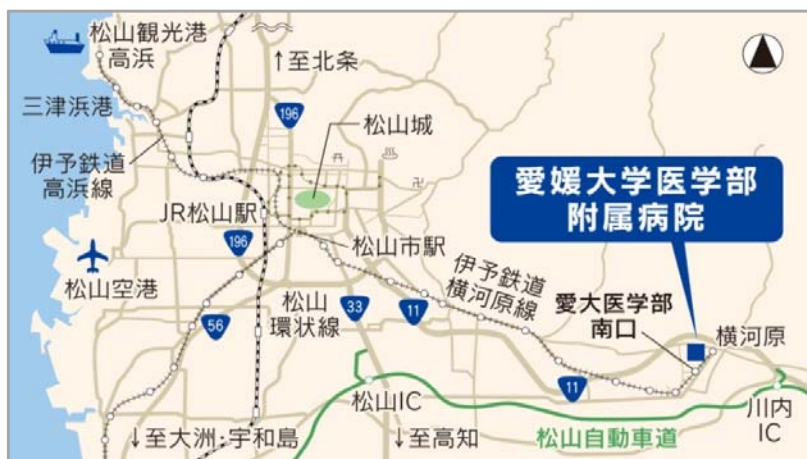 松山観光港
高浜
↑至北条
三津浜港
196
松山城
伊予鉄道
高浜線
愛媛大学医学部
附属病院
JR松山駅
196
松山市駅
伊予鉄道
横河原線
松山空港
愛大医学部
南口
松山
環状線
33
11
56
横河原
11
松山IC
川内
IC
↓至大洲・宇和島
↓至高知
松山自動車道